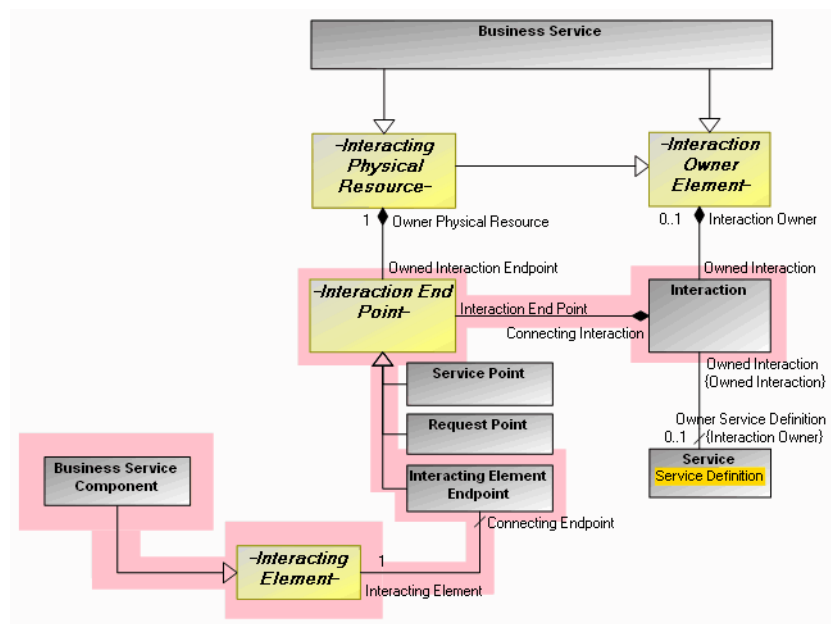 Business Service
-Interacting
Physical
Resource-
-Interaction
Owner
Element-
1
Owner Physical Resource
0..1
Interaction Owner
Owned Interaction Endpoint
Owned Interaction
-Interaction End
Point-
Interaction End Point
Connecting Interaction
Interaction
Service Point
Owned Interaction
{Owned Interaction}
Request Point
Owner Service Definition
0..1
{Interaction Owner}
Business Service
Component
Interacting Element
Endpoint
Service
Service Definition
Connecting Endpoint
-Interacting
Element-
1
Interacting Element